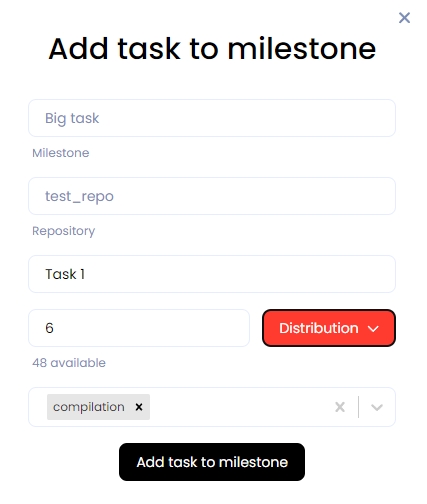 Add task to milestone
Big task
Milestone
test_repo
Repository
Task 1
6
Distribution
48 available
compilation
Add task to milestone